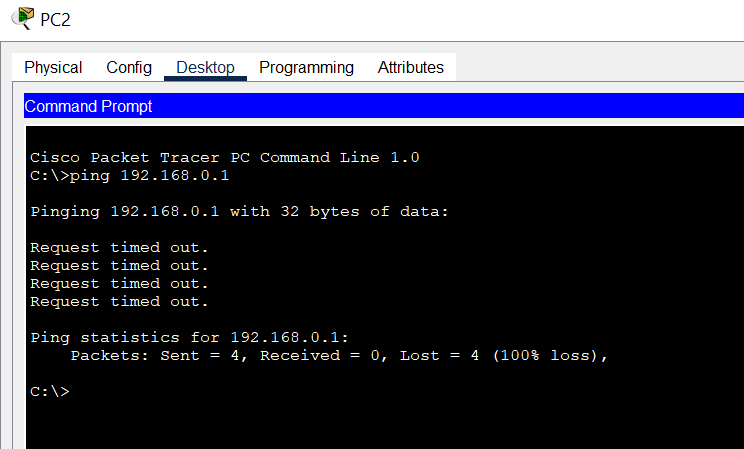 PC2
Physical Config Desktop Programming Attributes
Command Prompt
Cisco Packet Tracer PC Command Line 1.0
C:\>ping 192.168.0.1
Pinging 192.168.0.1 with 32 bytes of data:
Request timed out.
Request timed out.
Request timed out.
Request timed out.
Ping statistics for 192.168.0.1:
    Packets: Sent = 4, Received = 0, Lost = 4 (100% loss),
C:\>